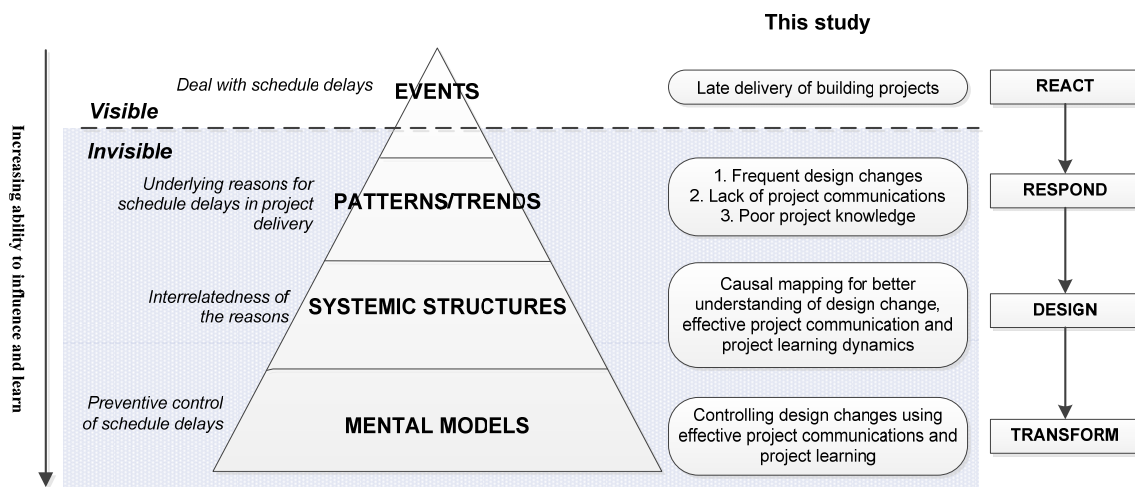 This study
Deal with schedule delays
EVENTS
Late delivery of building projects
REACT
Visible
Invisible
Underlying reasons for
schedule delays in project
delivery
PATTERNS/TRENDS
1. Frequent design changes
2. Lack of project communications
3. Poor project knowledge
RESPOND
Interrelatedness of
the reasons
SYSTEMIC STRUCTURES
Causal mapping for better
understanding of design change,
effective project communication and
project learning dynamics
DESIGN
Preventive control
of schedule delays
MENTAL MODELS
Controlling design changes using
effective project communications and
project learning
TRANSFORM
Increasing ability to influence and learn